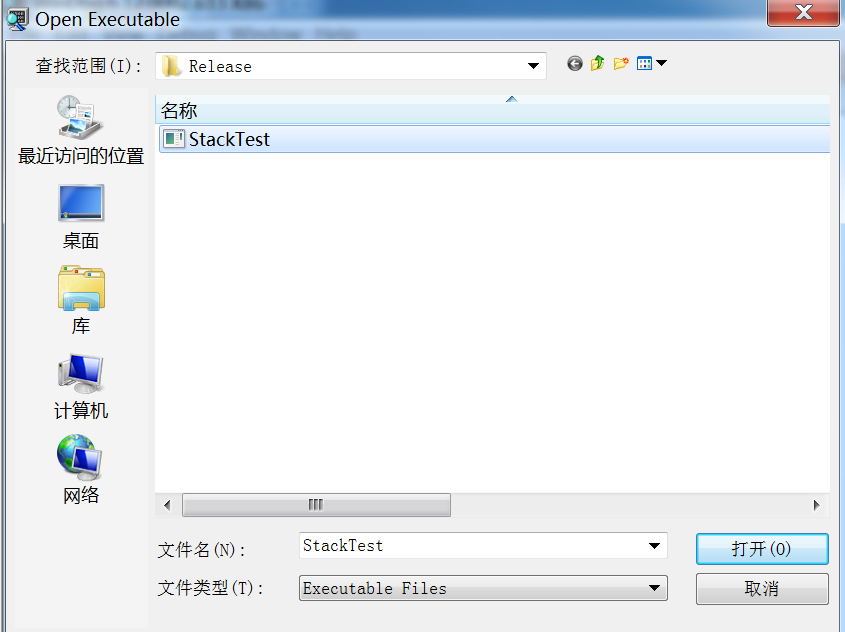 Open Executable
查找范围(I):
Release
名称
StackTest
最近访问的位置
桌面
库
计算机
网络
文件名(N):
StackTest
打开(O)
文件类型(T):
Executable Files
取消